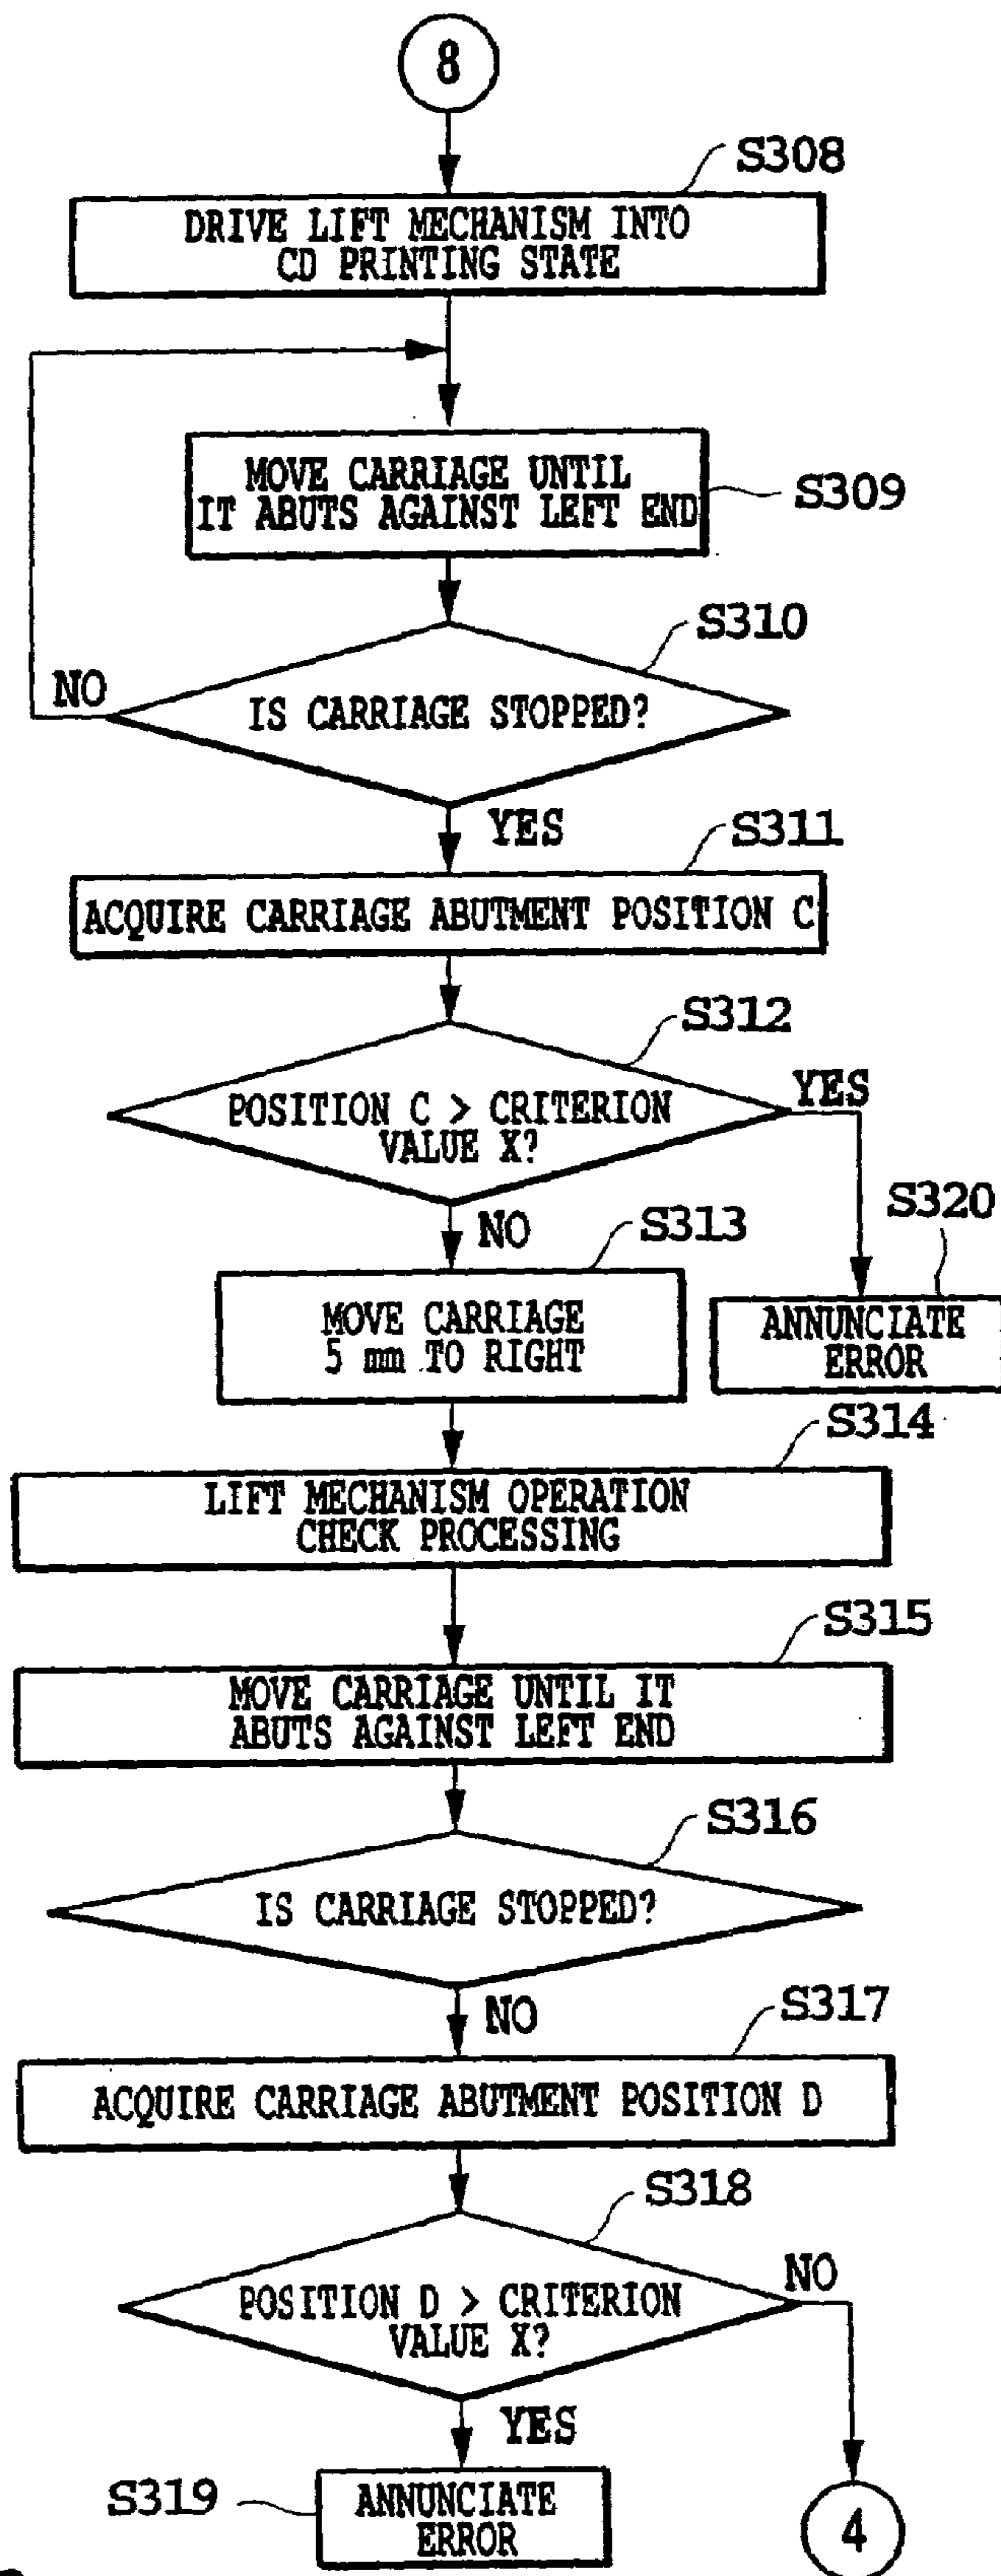 8
S308
DRIVE LIFT MECHANISM INTO
CD PRINTING STATE
MOVE CARRIAGE UNTIL
IT ABUTS AGAINST LEFT END
S309
S310
NO
IS CARRIAGE STOPPED?
YES
S311
ACQUIRE CARRIAGE ABUTMENT POSITION C
S312
POSITION C > CRITERION
VALUE X?
YES
NO
S313
S320
MOVE CARRIAGE
5 mm TO RIGHT
ANNUNCIATE
ERROR
S314
LIFT MECHANISM OPERATION
CHECK PROCESSING
S315
MOVE CARRIAGE UNTIL IT
ABUTS AGAINST LEFT END
S316
IS CARRIAGE STOPPED?
NO
S317
ACQUIRE CARRIAGE ABUTMENT POSITION D
S318
POSITION D > CRITERION
VALUE X?
NO
YES
S319
ANNUNCIATE
ERROR
4